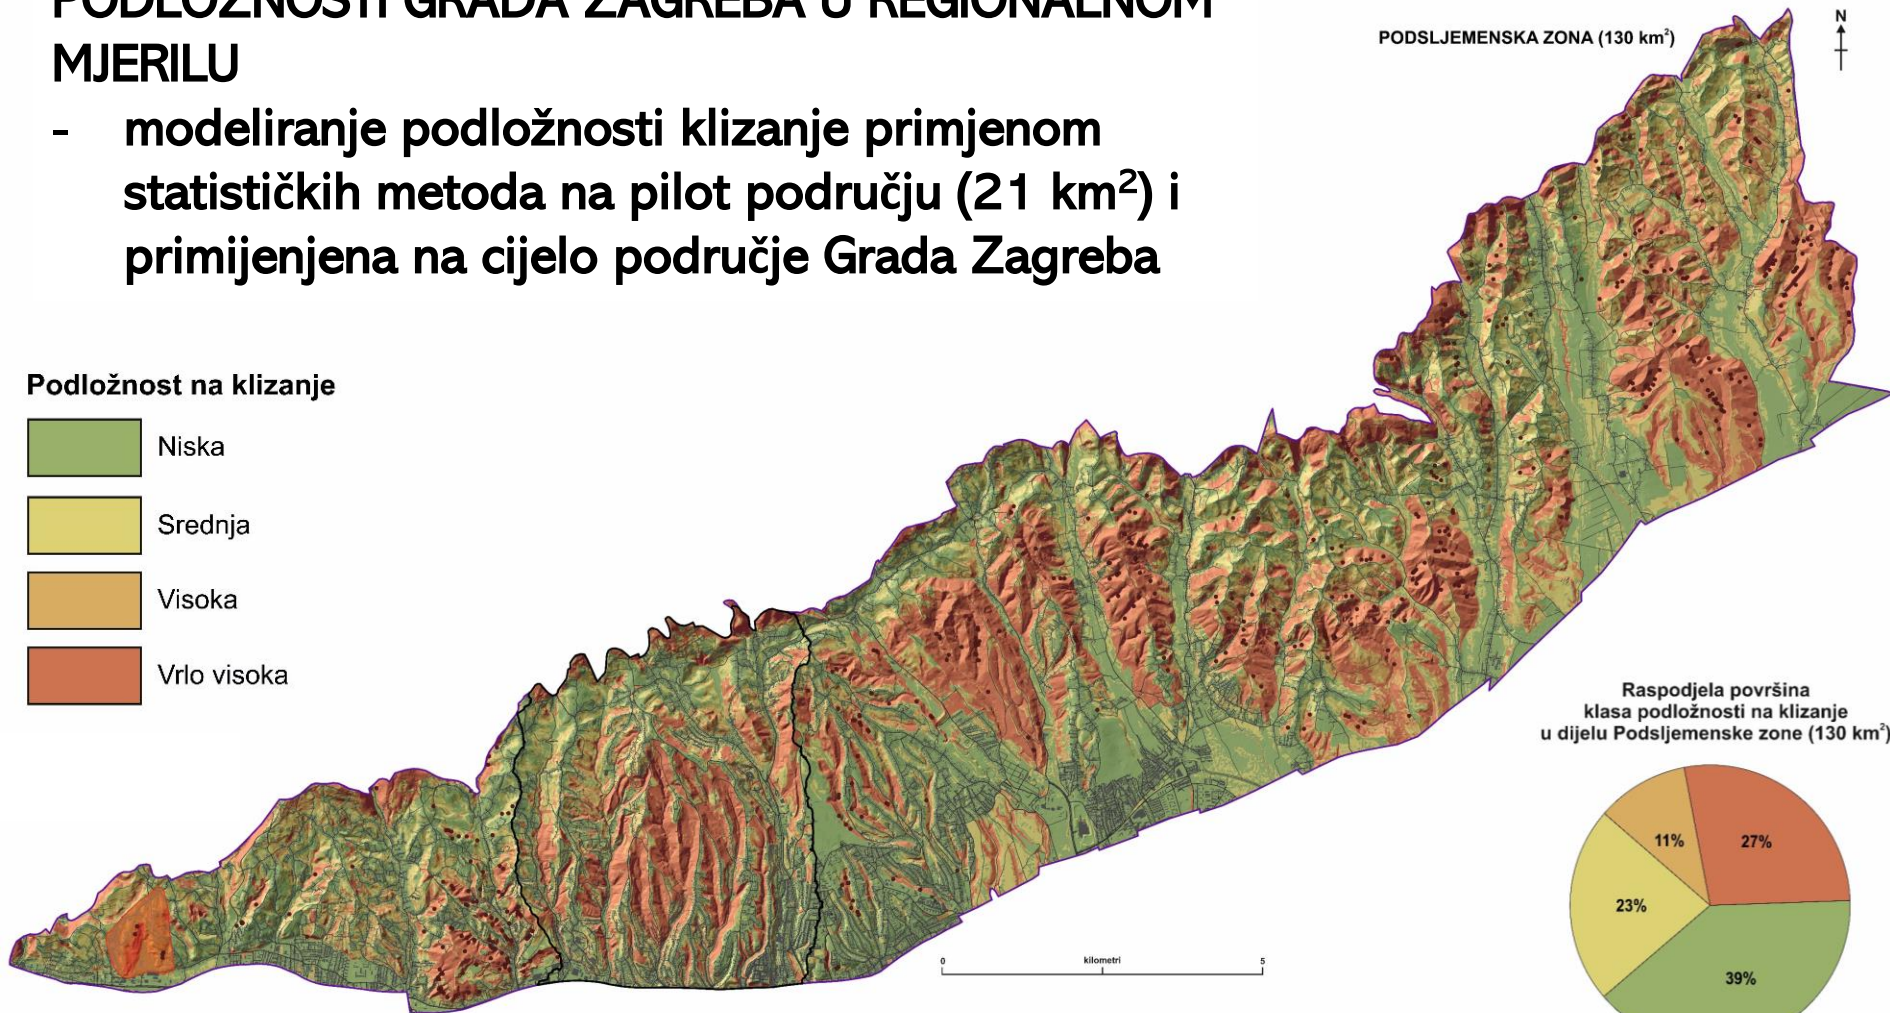 PODLOŽNOSTI GRADA ZAGREBA U REGIONALNOM
MJERILU
- modeliranje podložnosti klizanje primjenom
statističkih metoda na pilot području (21 km²) i
primijenjena na cijelo područje Grada Zagreba
PODSLJEMENSKA ZONA (130 km²)
N
Podložnost na klizanje
Niska
Srednja
Visoka
Vrlo visoka
Raspodjela površina
klasa podložnosti na klizanje
u dijelu Podsljemenske zone (130 km²)
11%
27%
23%
39%
0 kilometri 5